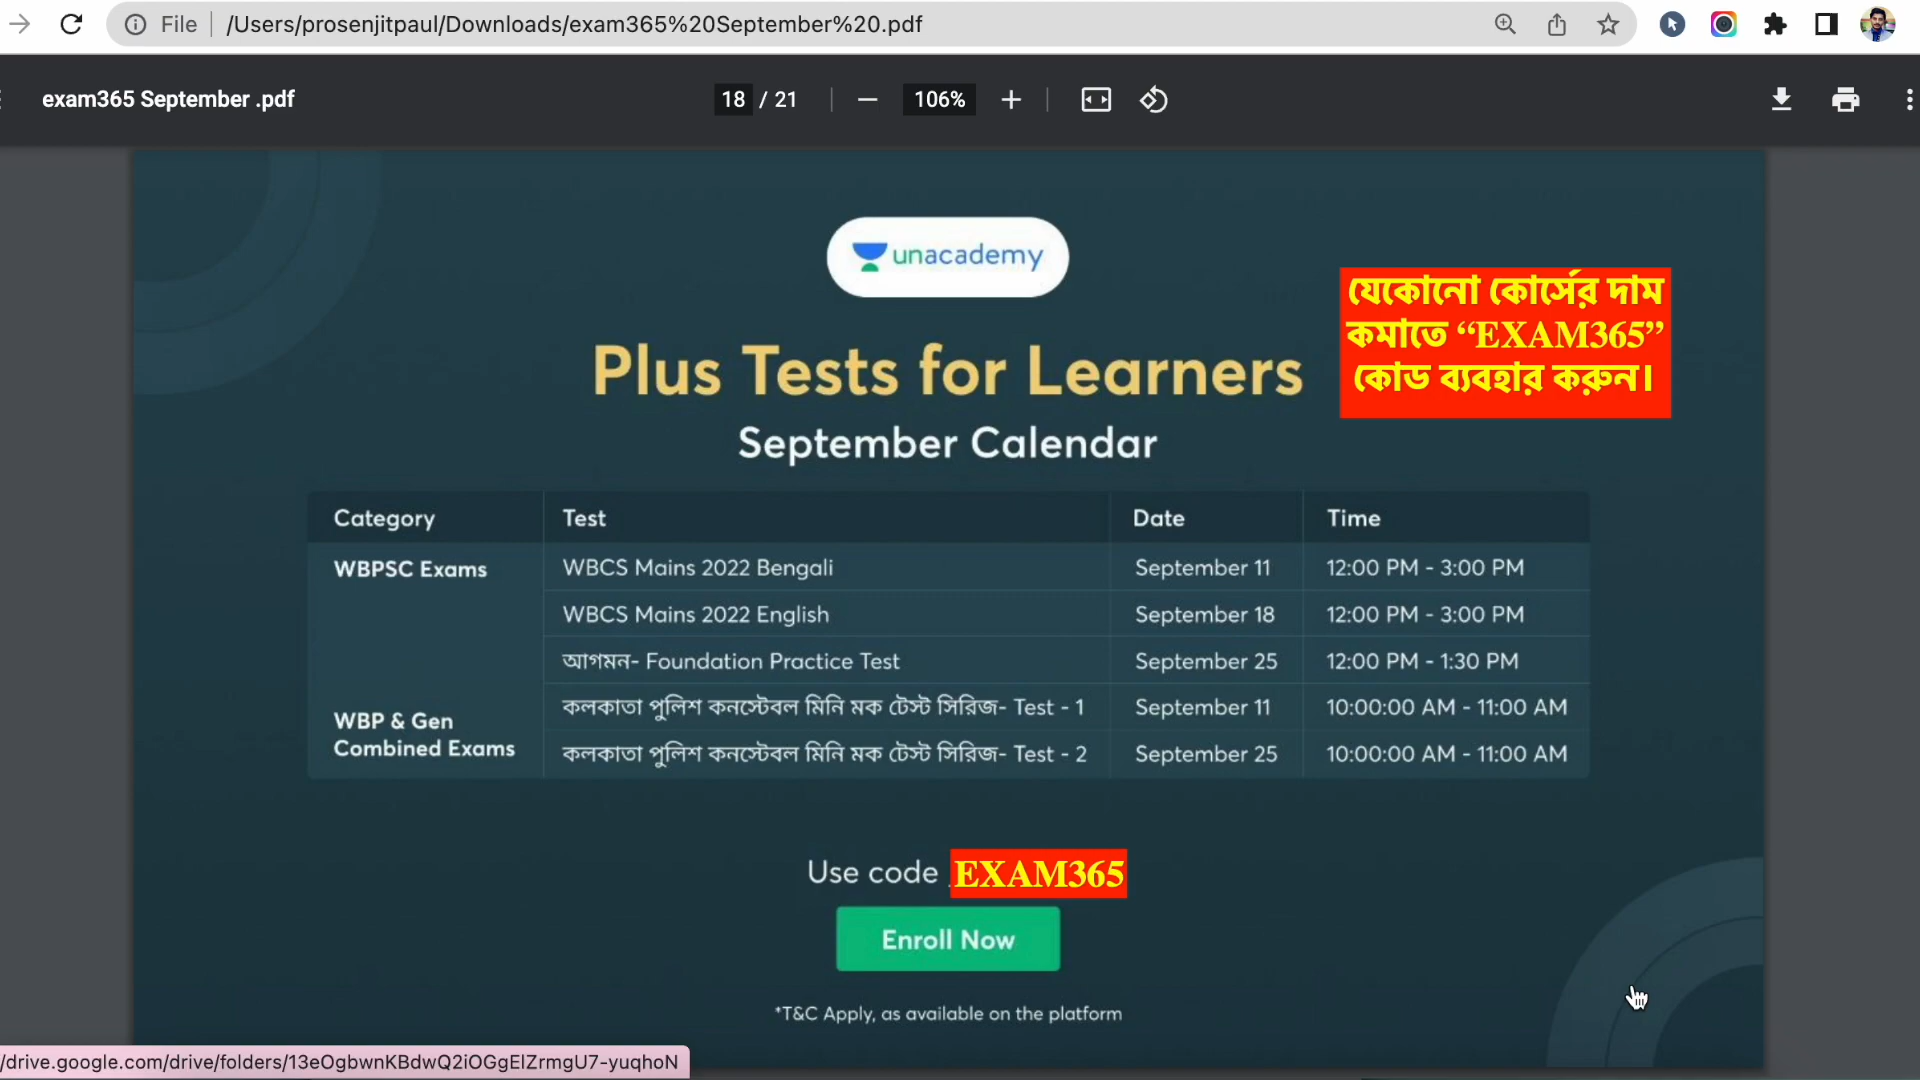 File
/Users/prosenjitpaul/Downloads/exam365%20September%20.pdf
exam365 September .pdf
18 / 21
106%
unacademy
যেকোনো কোর্সের দাম
কমাতে “EXAM365”
কোড ব্যবহার করুন।
Plus Tests for Learners
September Calendar
Category Test Date Time
WBPSC Exams WBCS Mains 2022 Bengali September 11 12:00 PM - 3:00 PM
WBCS Mains 2022 English September 18 12:00 PM - 3:00 PM
আগমন- Foundation Practice Test September 25 12:00 PM - 1:30 PM
WBP & Gen
Combined Exams
কলকাতা পুলিশ কনস্টেবল মিনি মক টেস্ট সিরিজ- Test - 1 September 11 10:00:00 AM - 11:00 AM
কলকাতা পুলিশ কনস্টেবল মিনি মক টেস্ট সিরিজ- Test - 2 September 25 10:00:00 AM - 11:00 AM
Use code EXAM365
Enroll Now
*T&C Apply, as available on the platform
/drive.google.com/drive/folders/13eOgbwnKBdwQ2iOGgElZrmgU7-yuqhoN